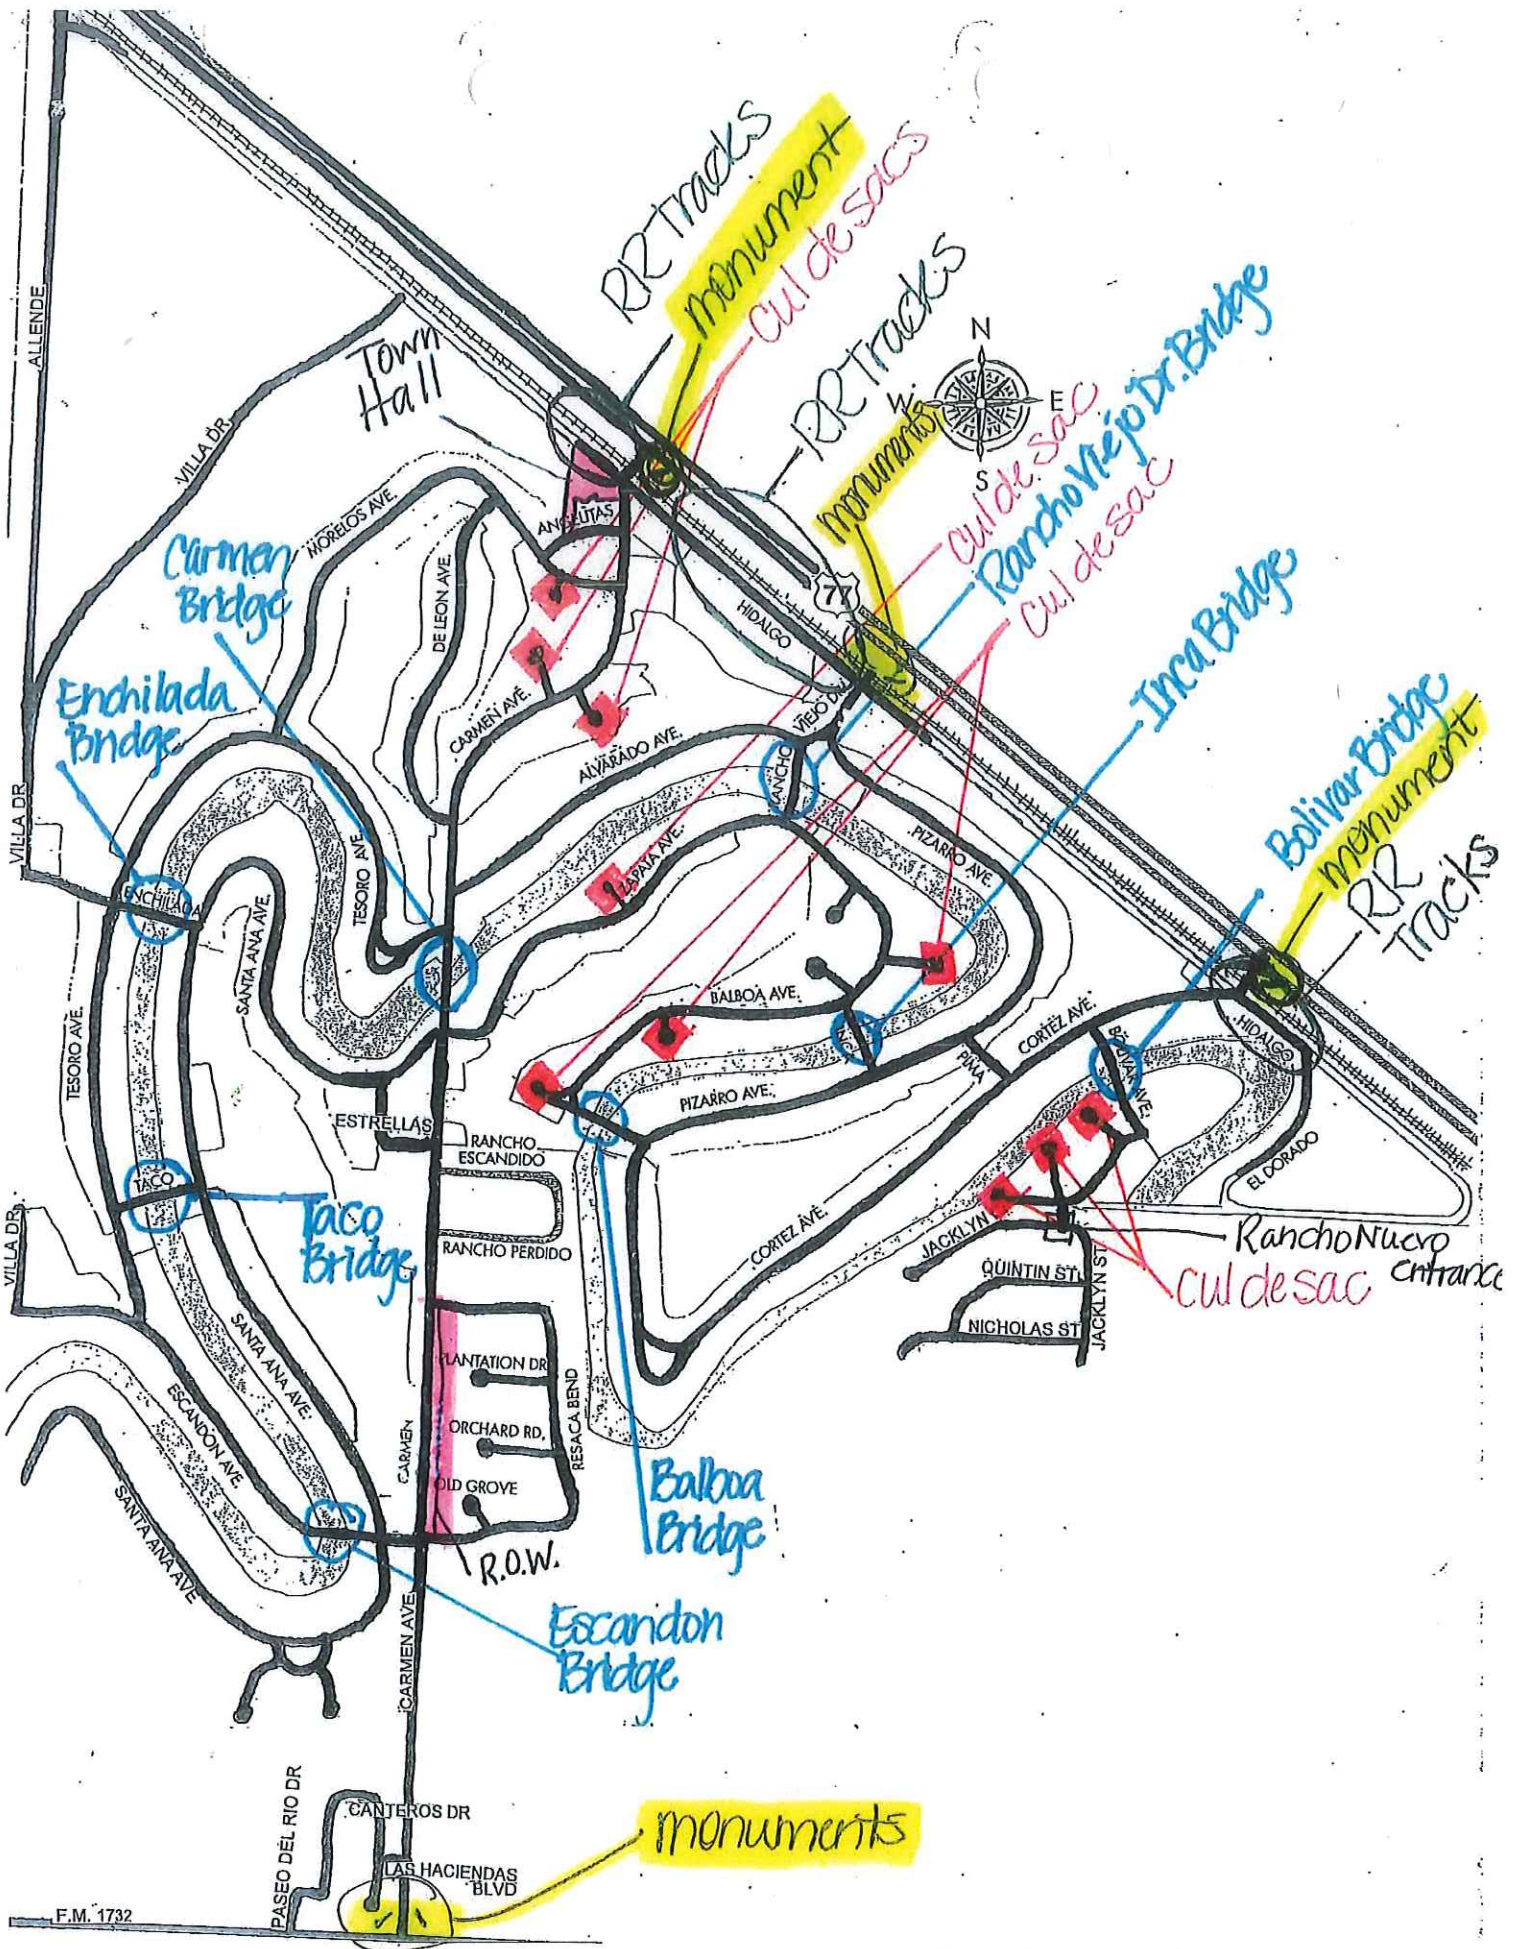 RR Tracks
monument
cul de sacs
RR Tracks
N
W
E
S
monuments
cul de sac
Rancho Viejo Dr. Bridge
cul de sac
Inca Bridge
Bolivar Bridge
monument
RR
Tracks
Town
Hall
ALLENDE
VILLA DR
MORELOS AVE.
ANGELITAS
DE LEON AVE.
Carmen
Bridge
Enchilada
Bridge
77
HIDALGO
CARMEN AVE.
ALVARADO AVE.
VIEJO DR.
RANCHO
VILLA DR
ENCHILADA
TESORO AVE.
SANTA ANA AVE.
ZAPATA AVE.
PIZARRO AVE.
BALBOA AVE.
INCA
PIMA
CORTEZ AVE.
BOLIVAR AVE.
HIDALGO
TESORO AVE.
ESTRELLAS
PIZARRO AVE.
RANCHO
ESCANDIDO
RANCHO PERDIDO
EL DORADO
TACO
Taco
Bridge
VILLA DR.
CORTEZ AVE.
JACKLYN
QUINTIN ST.
NICHOLAS ST
JACKLYN ST
Rancho Nuevo
entrance
cul de sac
SANTA ANA AVE.
ESCANDON AVE.
PLANTATION DR
ORCHARD RD.
OLD GROVE
RESACA BEND
CARMEN
SANTA ANA AVE
R.O.W.
Balboa
Bridge
Escandon
Bridge
CARMEN AVE.
PASEO DEL RIO DR
CANTEROS DR
LAS HACIENDAS
BLVD
monuments
F.M. 1732